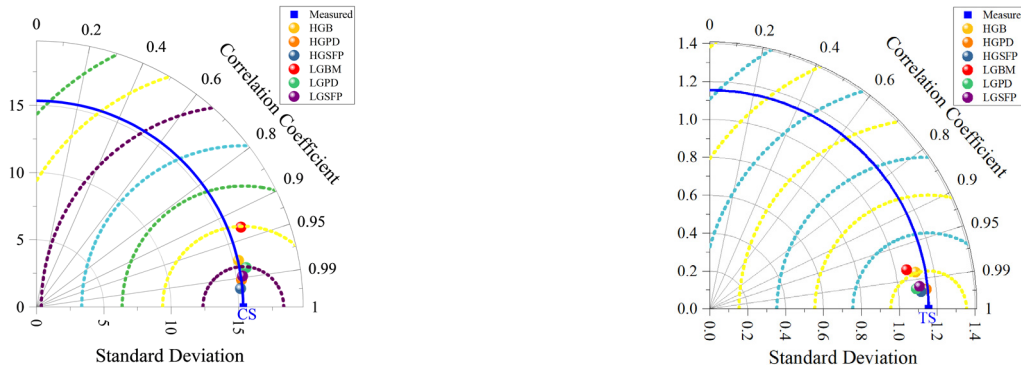 Measured
HGB
HGPD
HGSFP
LGBM
LGPD
LGSFP
0
0.2
0.4
0.6
0.8
0.9
0.95
0.99
1
Correlation Coefficient
15
10
5
0
0
5
10
15
CS
Standard Deviation
Measure
HGB
HGPD
HGSFP
LGBM
LGPD
LGSFP
0
0.2
0.4
0.6
0.8
0.9
0.95
0.99
1
Correlation Coefficient
1.4
1.2
1.0
0.8
0.6
0.4
0.2
0.0
0.0
0.2
0.4
0.6
0.8
1.0
1.2
1.4
TS
Standard Deviation